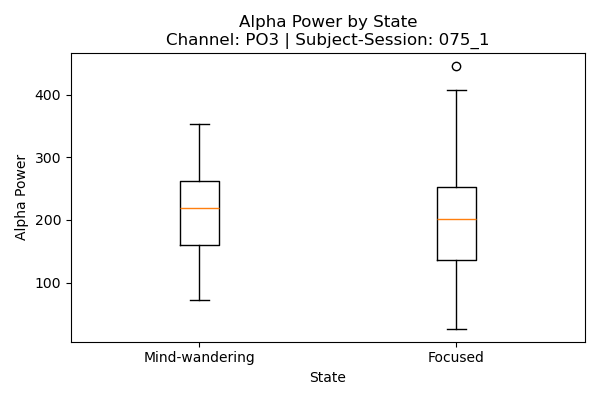 Alpha Power by State
Channel: PO3 | Subject-Session: 075_1
400
300
200
100
Alpha Power
Mind-wandering
Focused
State